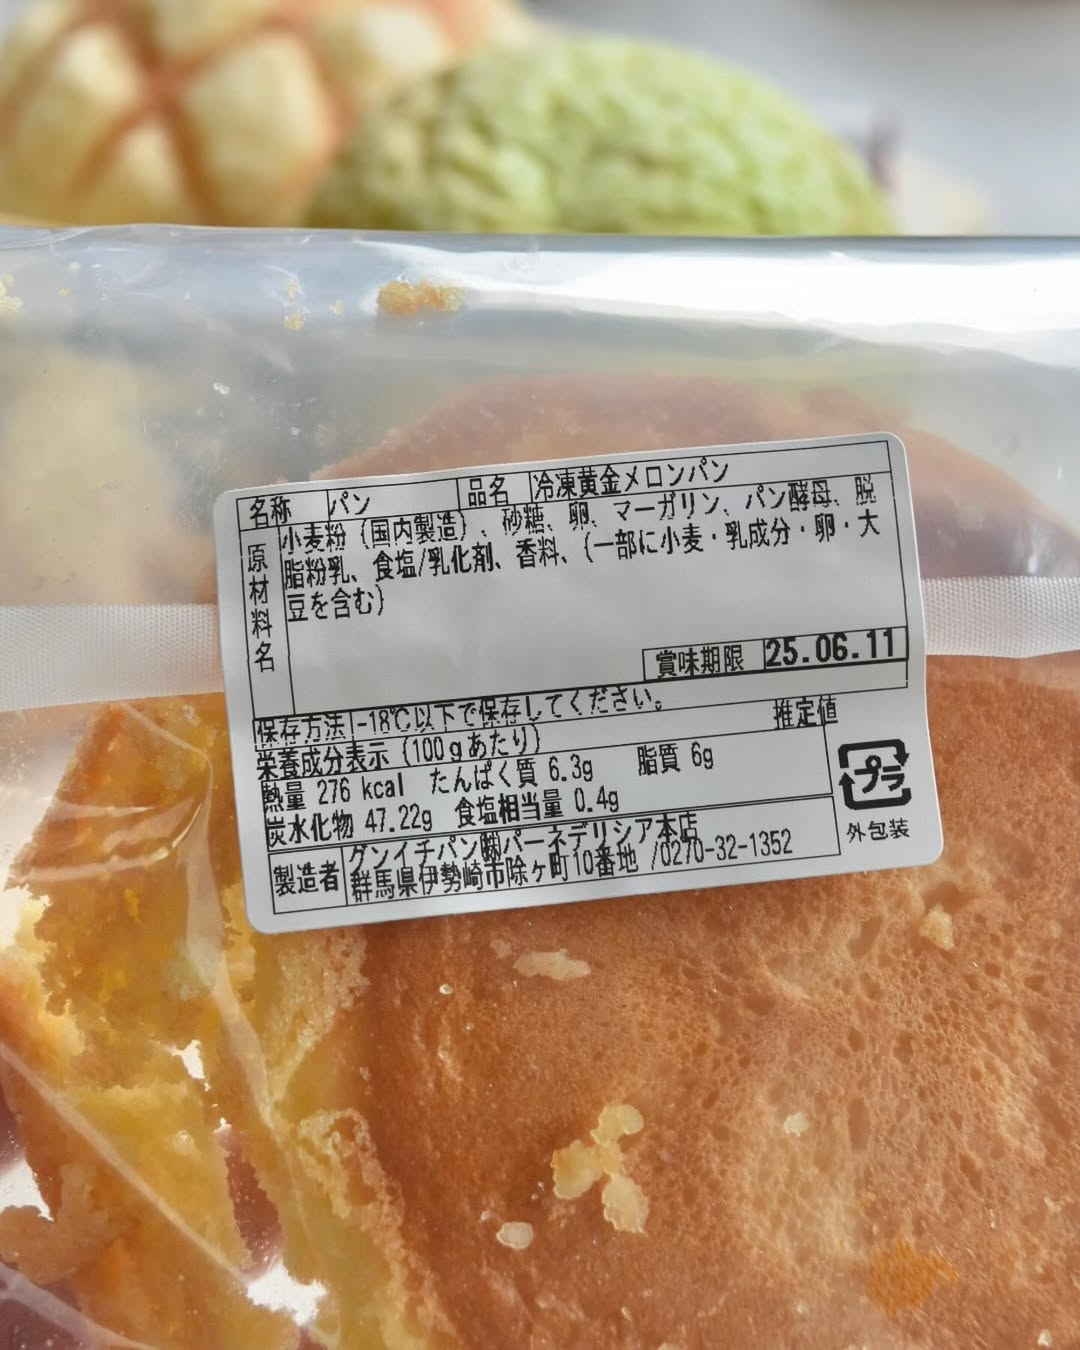 名称 パン 品名 冷凍黄金メロンパン
原材料名 小麦粉（国内製造）、砂糖、卵、マーガリン、パン酵母、脱
脂粉乳、食塩/乳化剤、香料、（一部に小麦・乳成分・卵・大
豆を含む）
賞味期限 25.06.11
保存方法 -18℃以下で保存してください。
栄養成分表示（100gあたり） 推定値
熱量 276 kcal たんぱく質 6.3g 脂質 6g
炭水化物 47.22g 食塩相当量 0.4g
プラ
外包装
製造者 グンイチパン㈱パーネデリシア本店
群馬県伊勢崎市除ヶ町10番地 /0270-32-1352